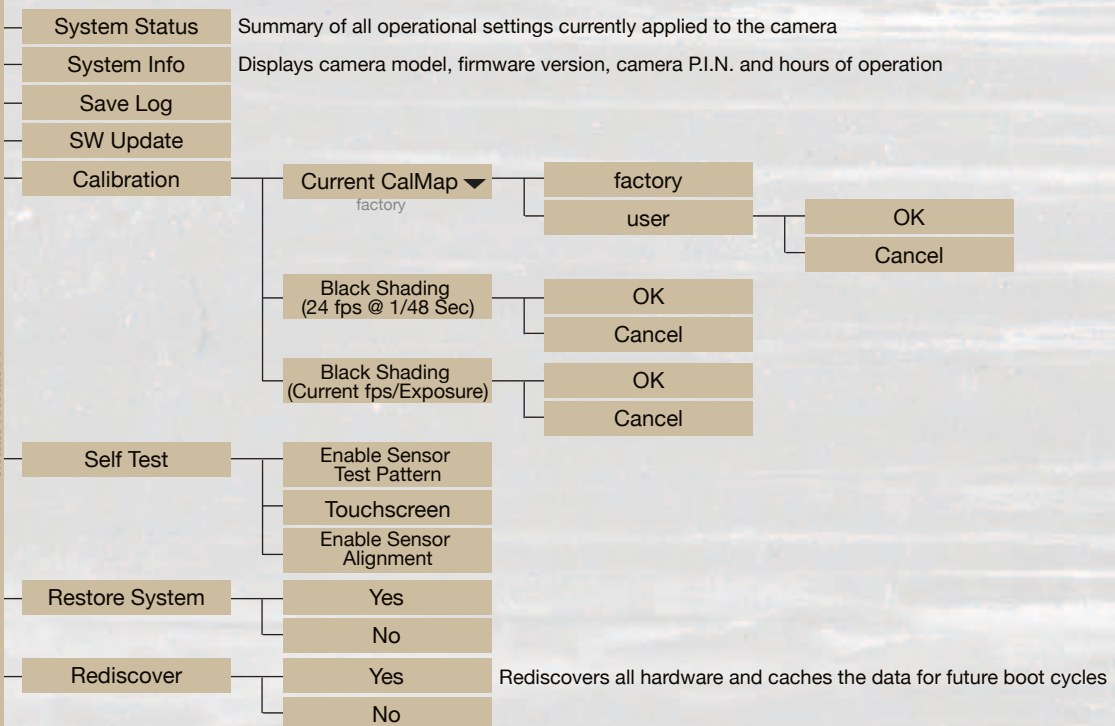 System Status
Summary of all operational settings currently applied to the camera
System Info
Displays camera model, firmware version, camera P.I.N. and hours of operation
Save Log
SW Update
Calibration
Current CalMap
factory
factory
user
OK
Cancel
Black Shading
(24 fps @ 1/48 Sec)
OK
Cancel
Black Shading
(Current fps/Exposure)
OK
Cancel
Self Test
Enable Sensor
Test Pattern
Touchscreen
Enable Sensor
Alignment
Restore System
Yes
No
Rediscover
Yes
Rediscovers all hardware and caches the data for future boot cycles
No